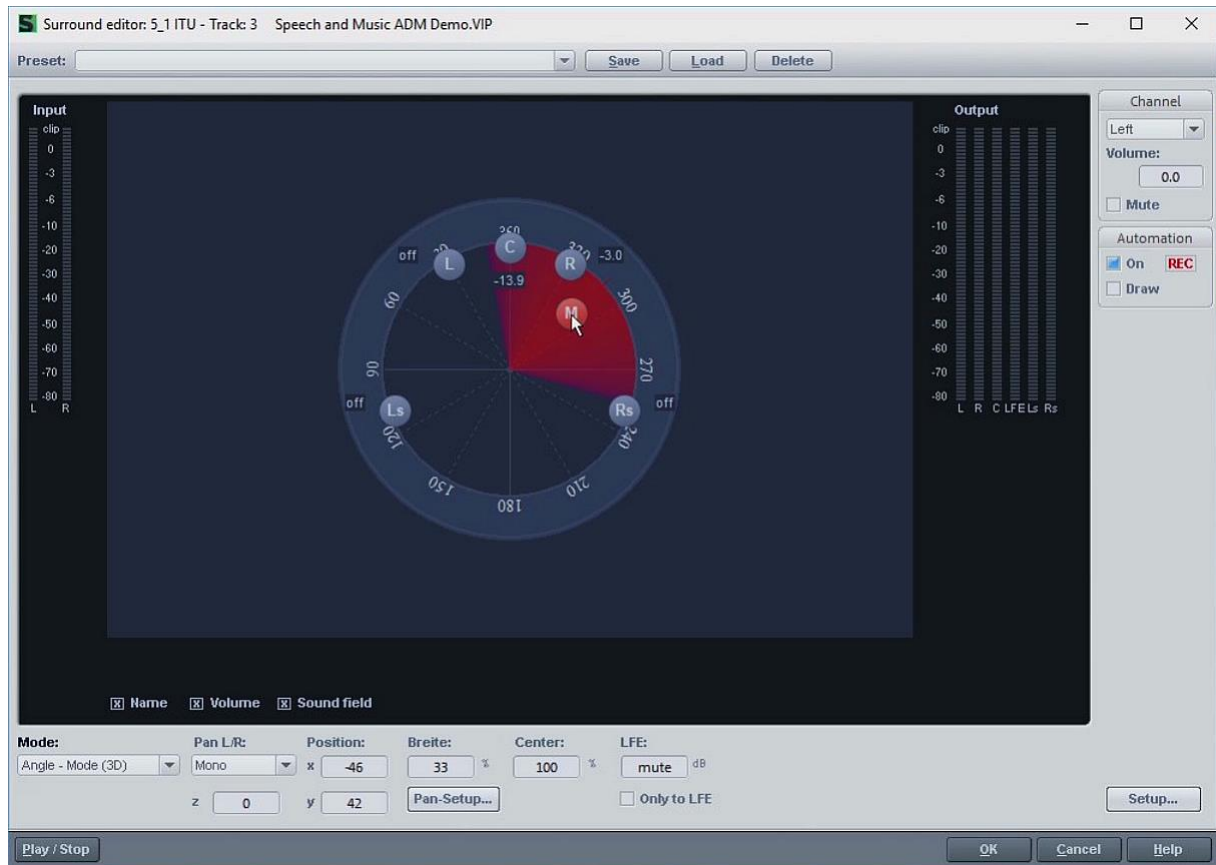 Surround editor: 5_1 ITU - Track: 3 Speech and Music ADM Demo.VIP
Preset:
Save
Load
Delete
Input
clip
0
-3
-6
-10
-20
-30
-40
-50
-60
-70
-80
L R
360
off
L
C
R
-3.0
-13.9
60
300
M
90
270
off
Ls
Rs
off
120
240
150
210
180
Output
clip
0
-3
-6
-10
-20
-30
-40
-50
-60
-70
-80
L R C LFE Ls Rs
Channel
Left
Volume:
0.0
Mute
Automation
On REC
Draw
Name Volume Sound field
Mode:
Angle - Mode (3D)
Pan L/R:
Mono
z 0
Position:
x -46
y 42
Breite:
33 %
Pan-Setup...
Center:
100 %
LFE:
mute dB
Only to LFE
Setup...
Play / Stop
OK
Cancel
Help